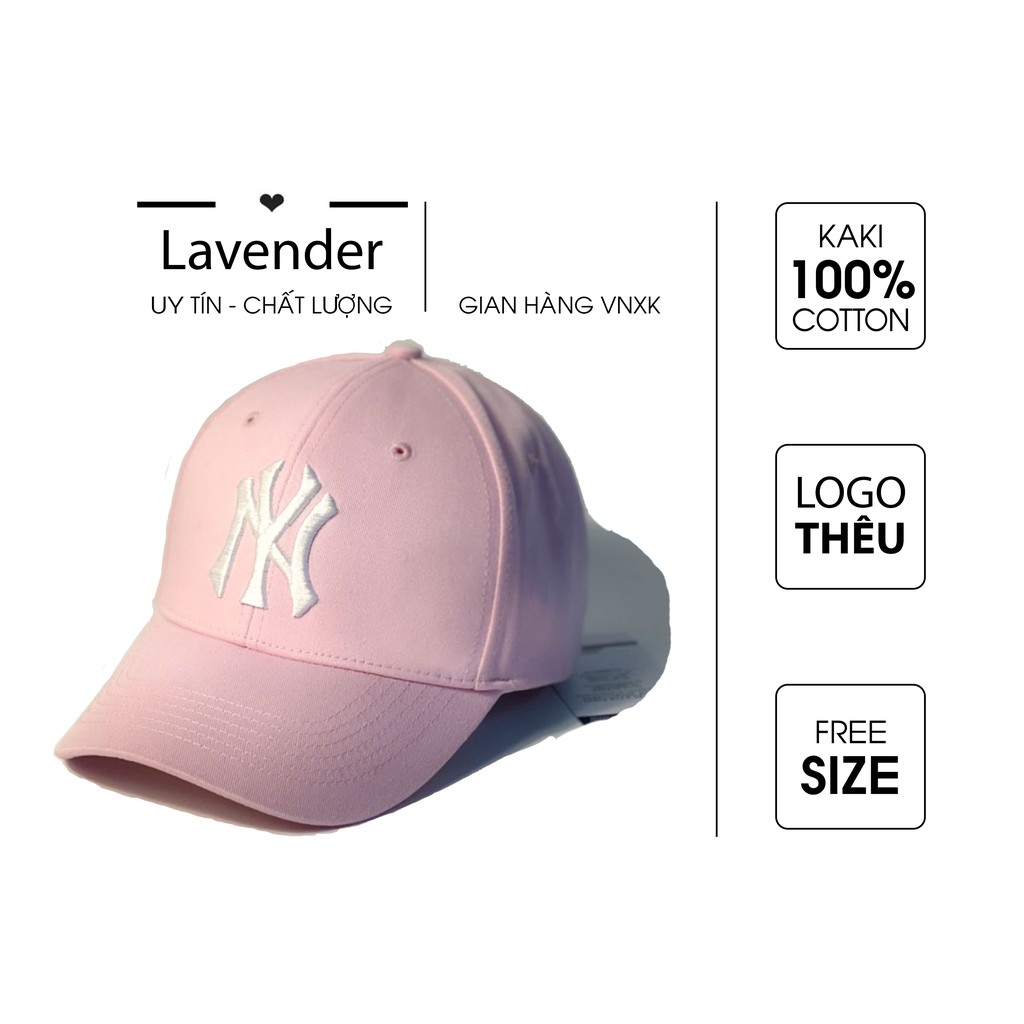 Lavender
UY TÍN - CHẤT LƯỢNG
GIAN HÀNG VNXK
NY
KAKI
100%
COTTON
LOGO
THÊU
FREE
SIZE